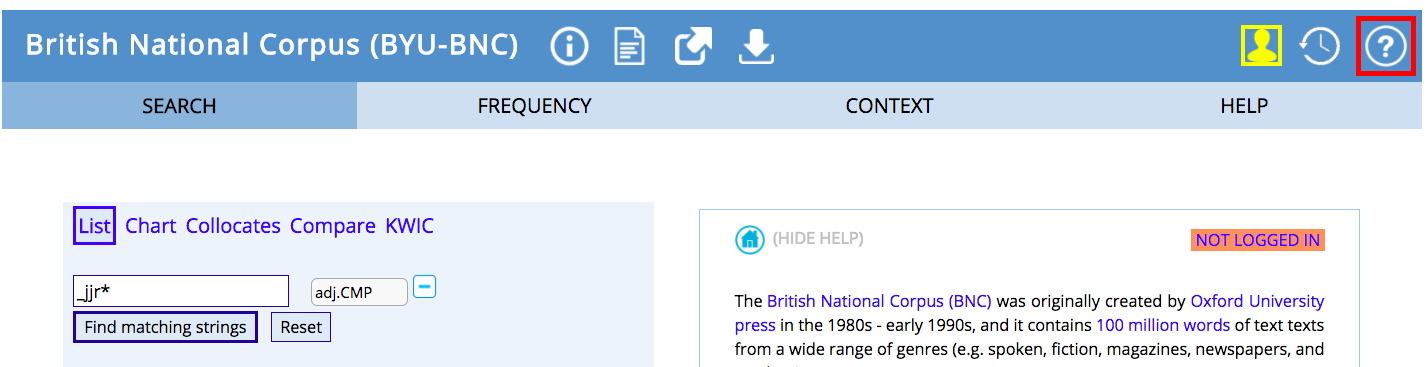 British National Corpus (BYU-BNC)
SEARCH FREQUENCY CONTEXT HELP
List Chart Collocates Compare KWIC
_jjr* adj.CMP
Find matching strings Reset
(HIDE HELP) NOT LOGGED IN
The British National Corpus (BNC) was originally created by Oxford University
press in the 1980s - early 1990s, and it contains 100 million words of text texts
from a wide range of genres (e.g. spoken, fiction, magazines, newspapers, and